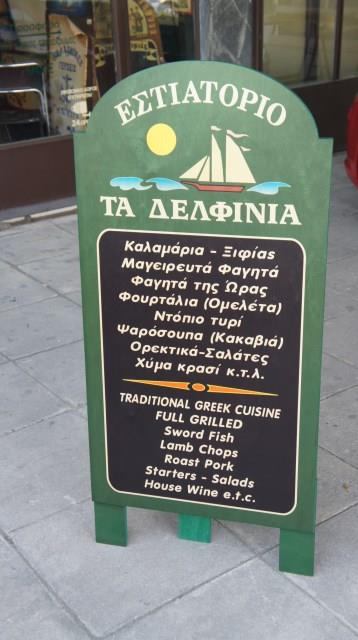 ΕΣΤΙΑΤΟΡΙΟ
ΤΑ ΔΕΛΦΙΝΙΑ
Καλαμάρια - Ξιφίας
Μαγειρευτά Φαγητά
Φαγητά της Ώρας
Φουρτάλια (Ομελέτα)
Ντόπιο τυρί
Ψαρόσουπα (Κακαβιά)
Ορεκτικά-Σαλάτες
Χύμα κρασί κ.τ.λ.
TRADITIONAL GREEK CUISINE
FULL GRILLED
Sword Fish
Lamb Chops
Roast Pork
Starters - Salads
House Wine e.t.c.